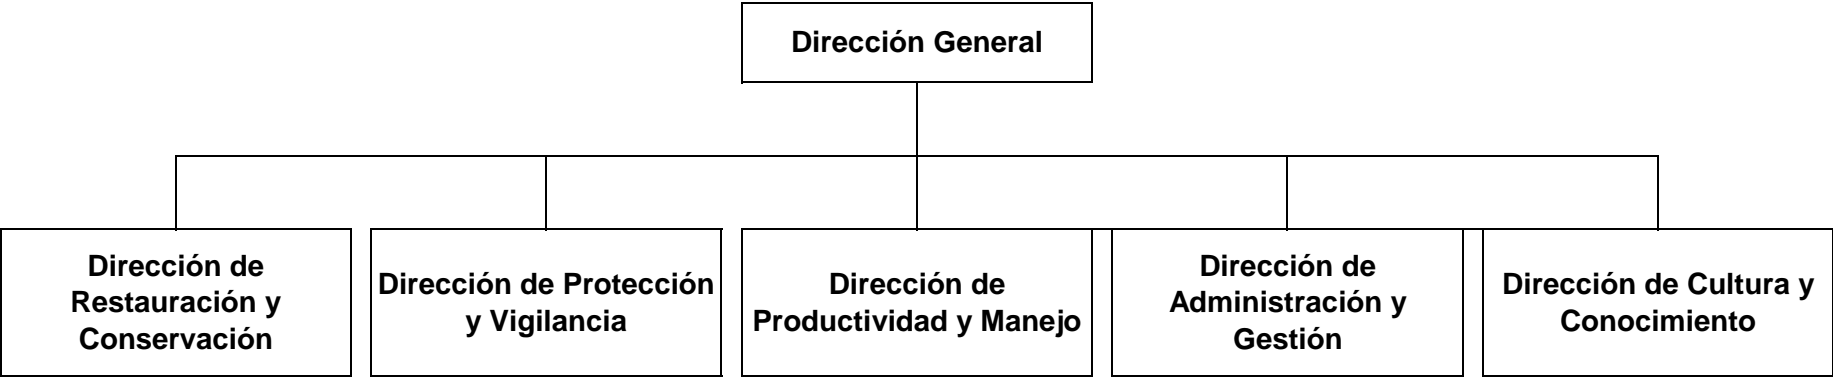 Dirección General
Dirección de
Restauración y
Conservación
Dirección de Protección
y Vigilancia
Dirección de
Productividad y Manejo
Dirección de
Administración y
Gestión
Dirección de Cultura y
Conocimiento